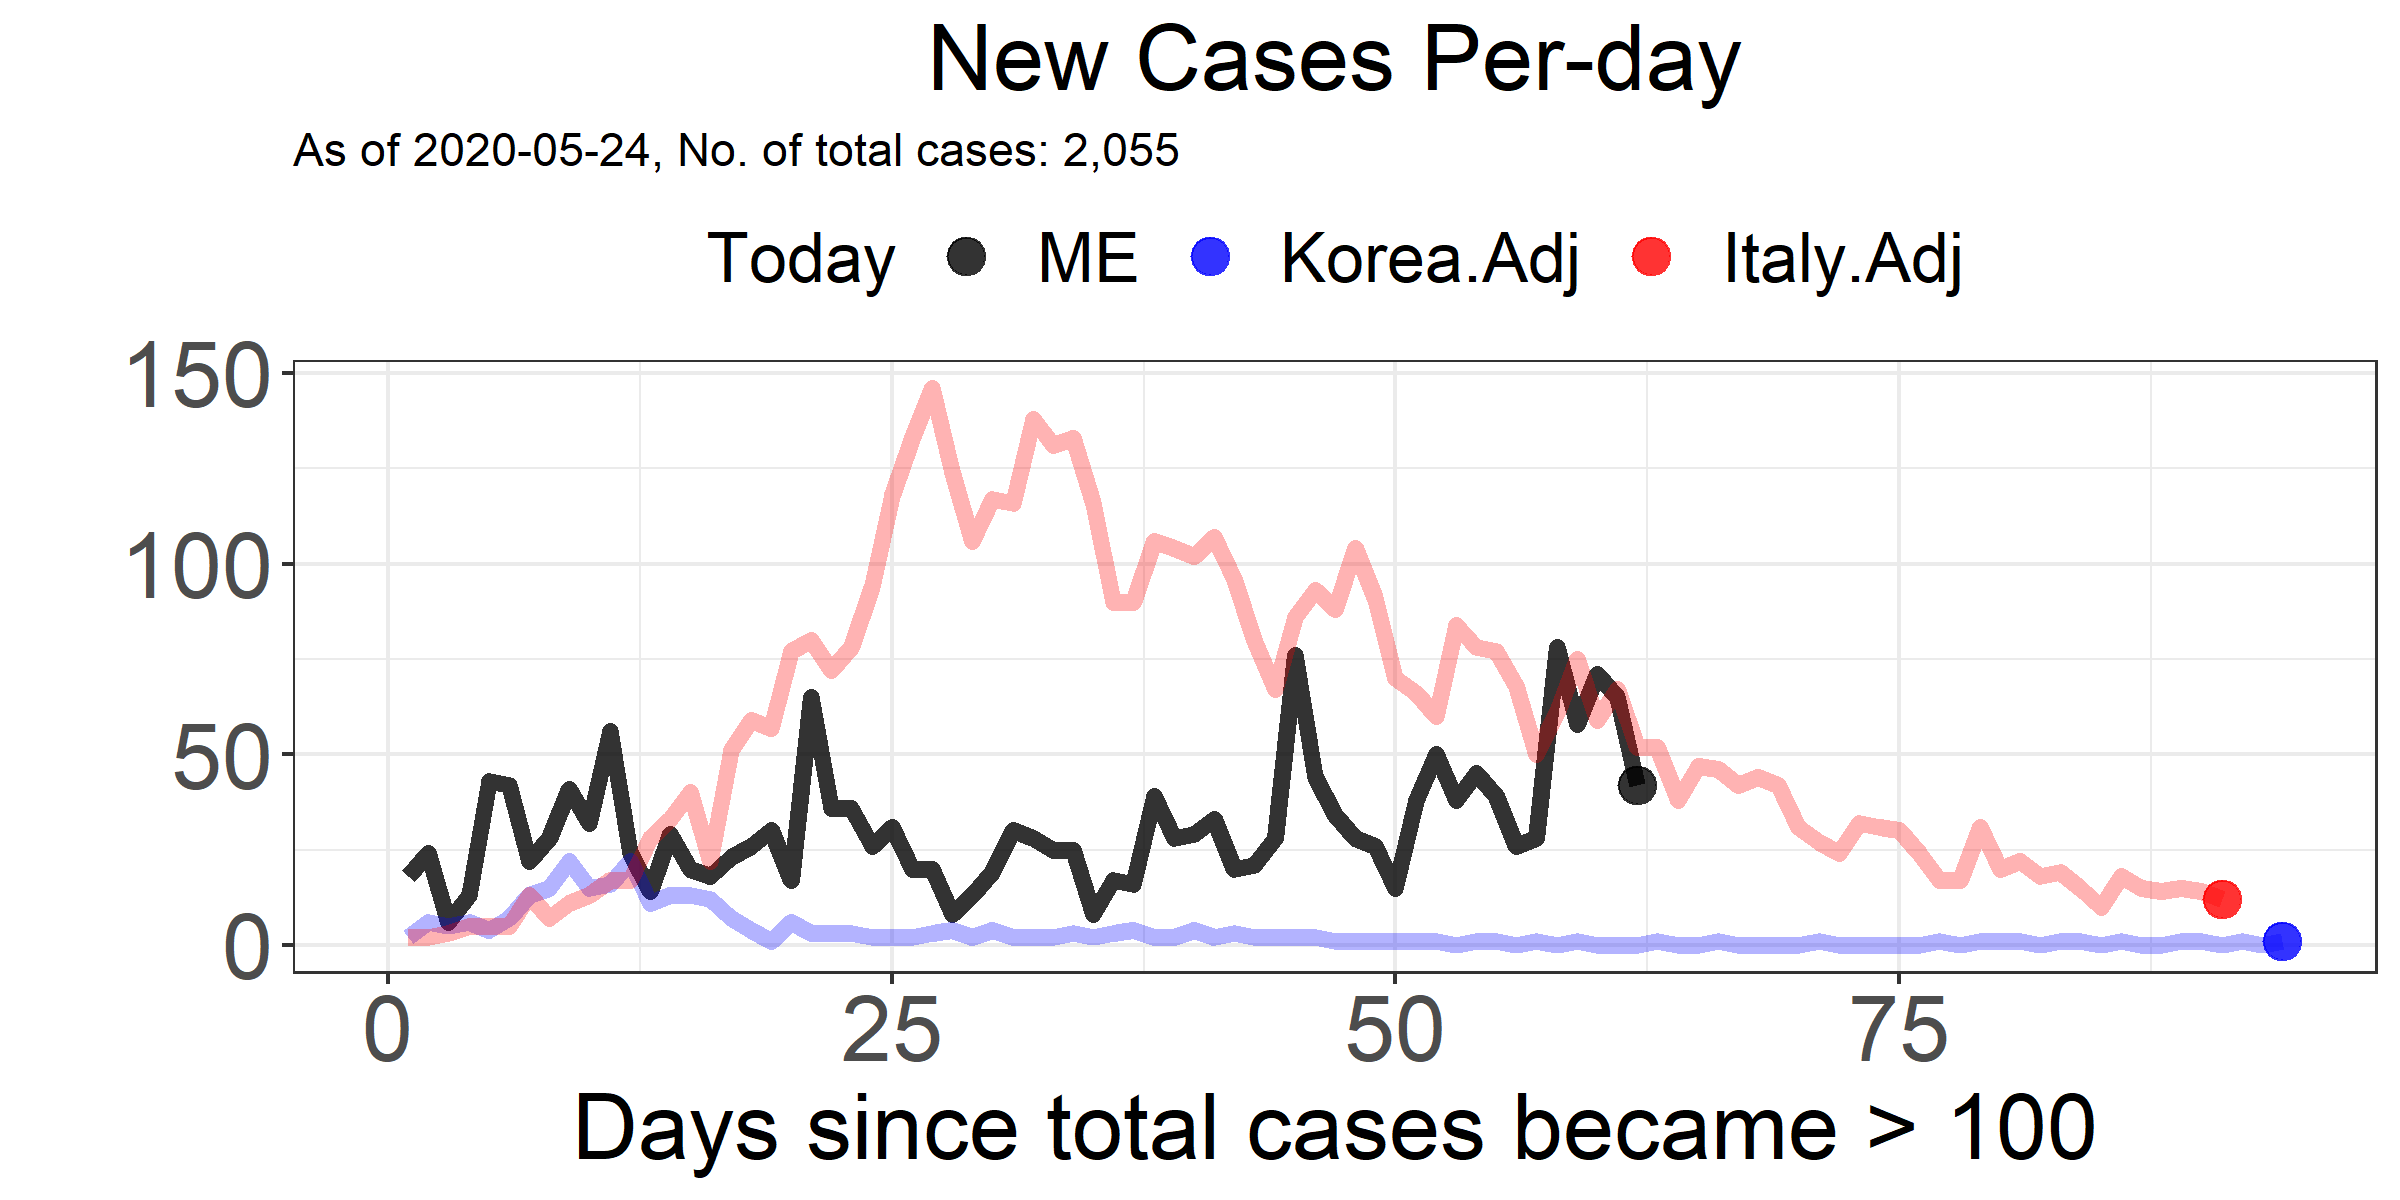 New Cases Per-day
As of 2020-05-24, No. of total cases: 2,055
Today ME Korea.Adj Italy.Adj
150
100
50
0
0 25 50 75
Days since total cases became > 100